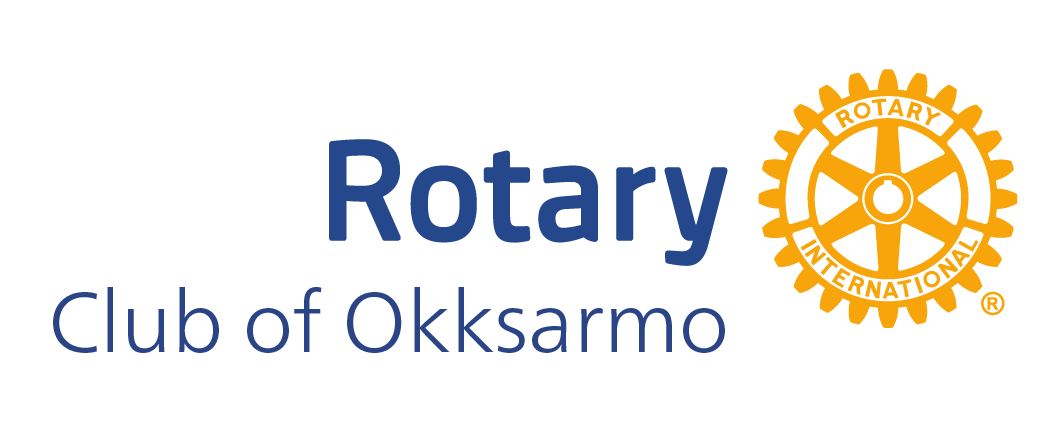 Rotary
Club of Okksarmo
ROTARY
INTERNATIONAL
®